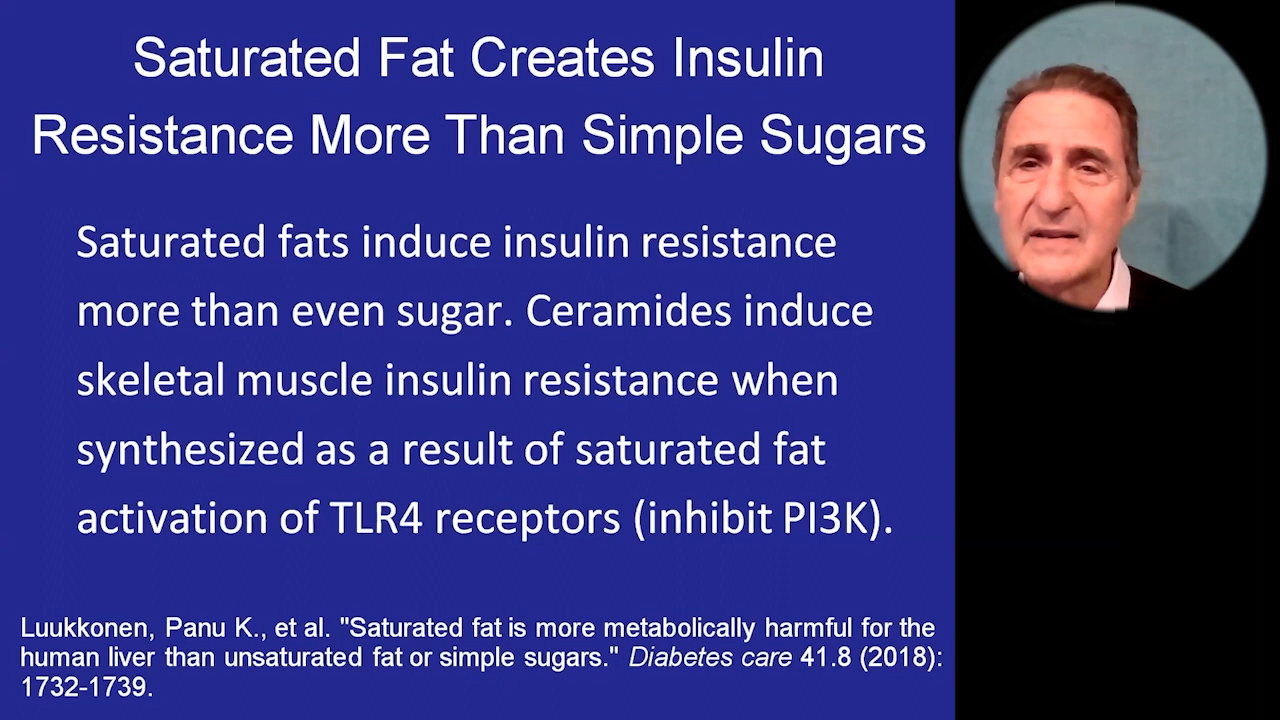 Saturated Fat Creates Insulin
Resistance More Than Simple Sugars
Saturated fats induce insulin resistance
more than even sugar. Ceramides induce
skeletal muscle insulin resistance when
synthesized as a result of saturated fat
activation of TLR4 receptors (inhibit PI3K).
Luukkonen, Panu K., et al. "Saturated fat is more metabolically harmful for the
human liver than unsaturated fat or simple sugars." Diabetes care 41.8 (2018):
1732-1739.